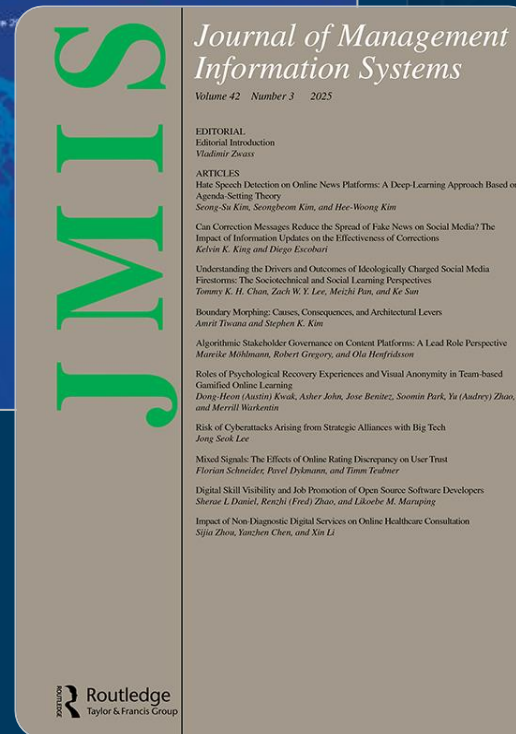 JMIS
Journal of Management
Information Systems
Volume 42 Number 3 2025
EDITORIAL
Editorial Introduction
Vladimir Zwass
ARTICLES
Hate Speech Detection on Online News Platforms: A Deep-Learning Approach Based on
Agenda-Setting Theory
Seong-Su Kim, Seongbeom Kim, and Hee-Woong Kim
Can Correction Messages Reduce the Spread of Fake News on Social Media? The
Impact of Information Updates on the Effectiveness of Corrections
Kelvin K. King and Diego Escobari
Understanding the Drivers and Outcomes of Ideologically Charged Social Media
Firestorms: The Sociotechnical and Social Learning Perspectives
Tommy K. H. Chan, Zach W. Y. Lee, Meizhi Pan, and Ke Sun
Boundary Morphing: Causes, Consequences, and Architectural Levers
Amrit Tiwana and Stephen K. Kim
Algorithmic Stakeholder Governance on Content Platforms: A Lead Role Perspective
Mareike Möhlmann, Robert Gregory, and Ola Henfridsson
Roles of Psychological Recovery Experiences and Visual Anonymity in Team-based
Gamified Online Learning
Dong-Heon (Austin) Kwak, Asher John, Jose Benitez, Soomin Park, Yu (Audrey) Zhao,
and Merrill Warkentin
Risk of Cyberattacks Arising from Strategic Alliances with Big Tech
Jong Seok Lee
Mixed Signals: The Effects of Online Rating Discrepancy on User Trust
Florian Schneider, Pavel Dykmann, and Timm Teubner
Digital Skill Visibility and Job Promotion of Open Source Software Developers
Sherae L Daniel, Renzhi (Fred) Zhao, and Likoebe M. Maruping
Impact of Non-Diagnostic Digital Services on Online Healthcare Consultation
Sijia Zhou, Yanzhen Chen, and Xin Li
ROUTLEDGE
Routledge
Taylor & Francis Group